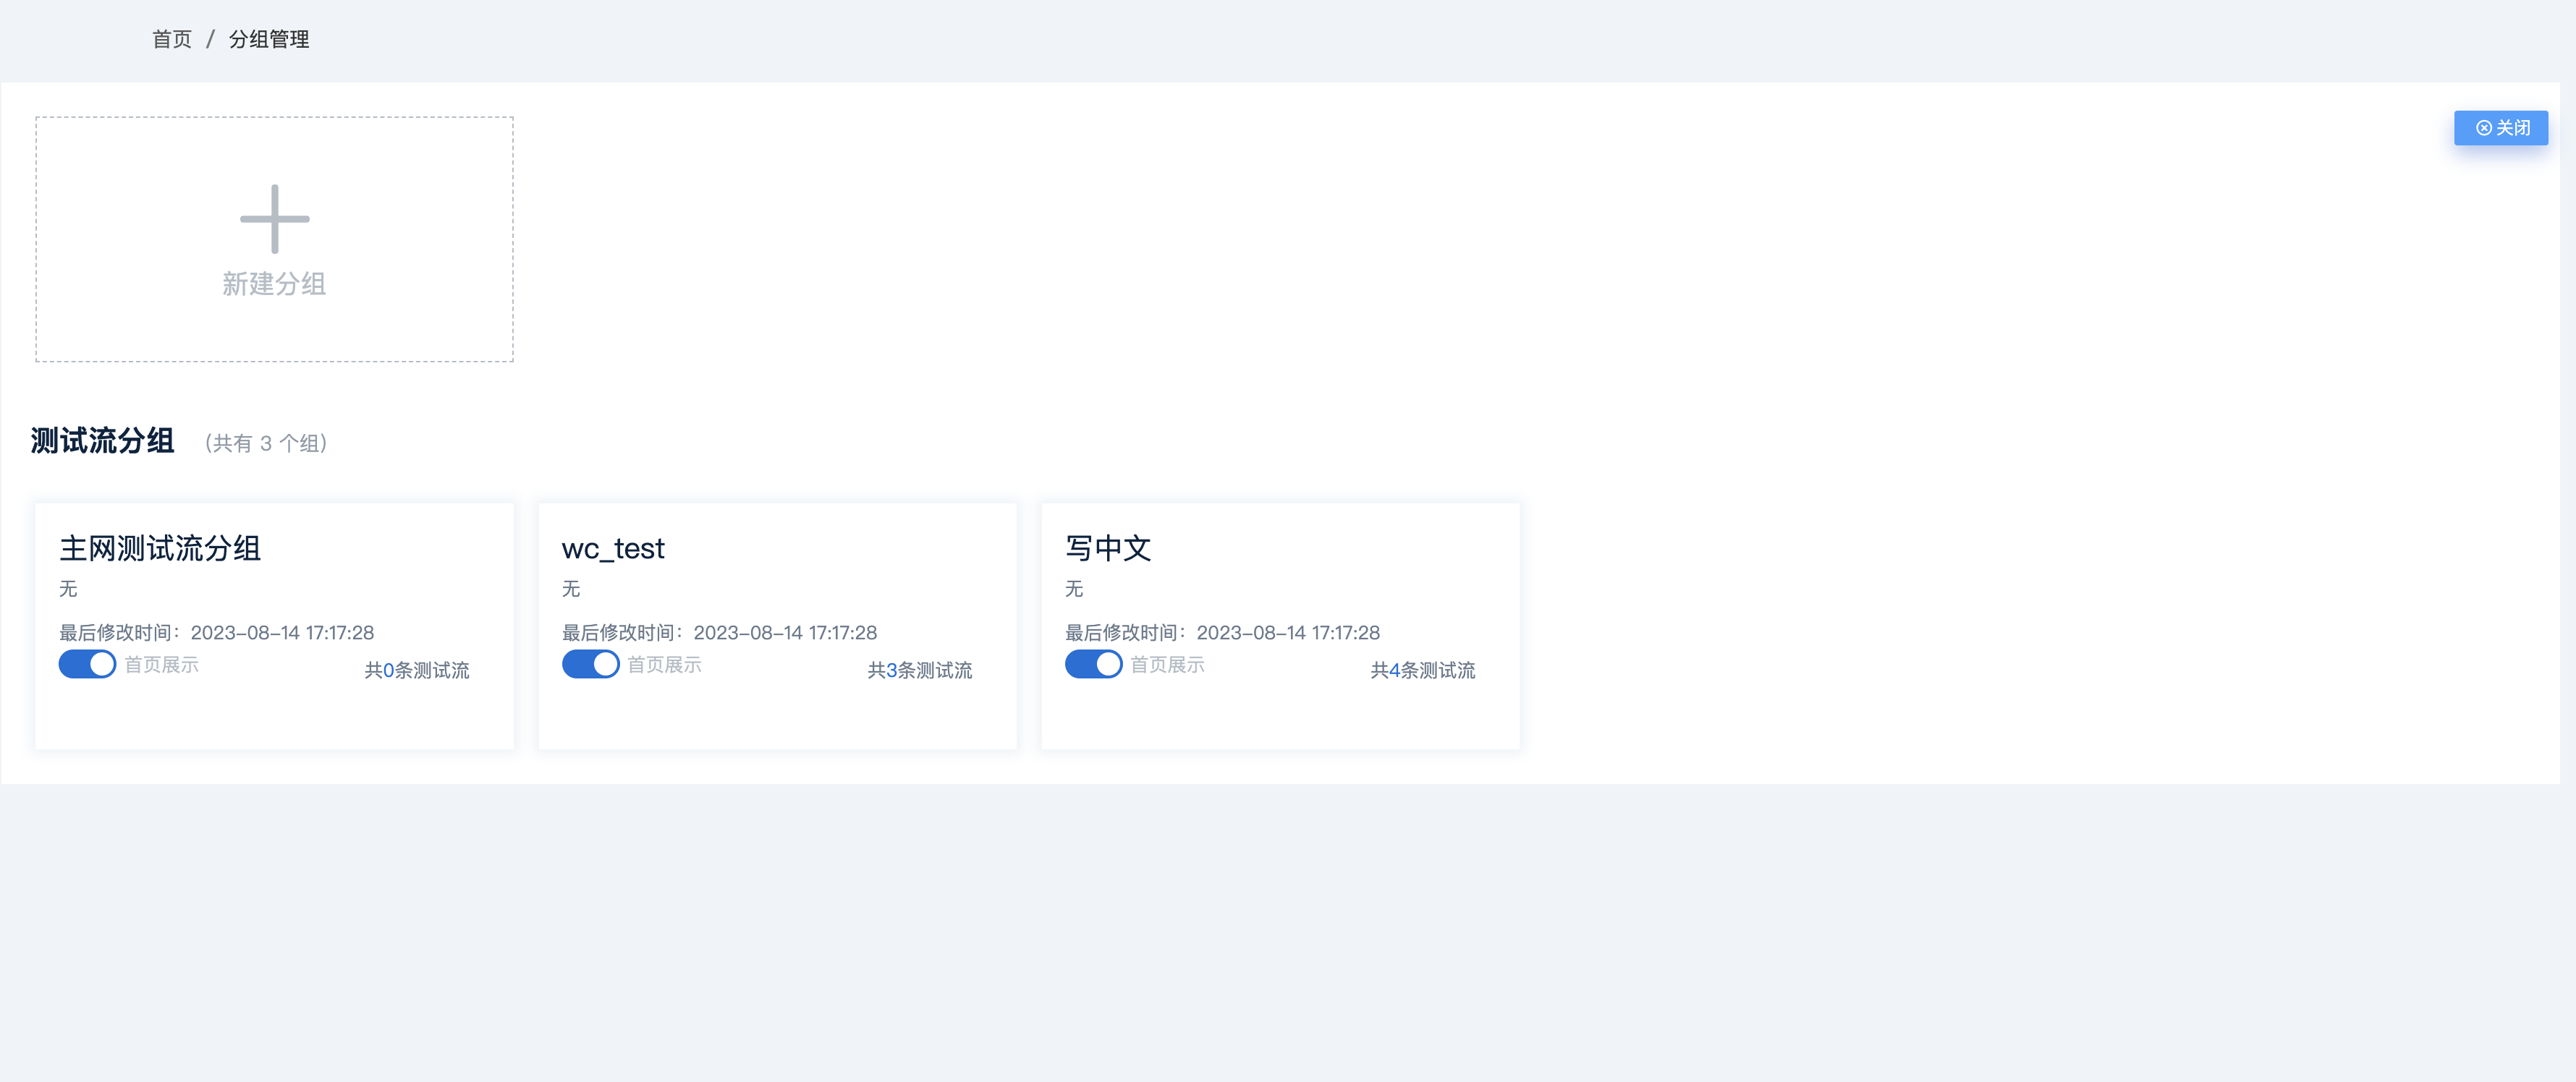 首页 / 分组管理
关闭
新建分组
测试流分组 (共有 3 个组)
主网测试流分组
无
最后修改时间：2023-08-14 17:17:28
首页展示 共0条测试流
wc_test
无
最后修改时间：2023-08-14 17:17:28
首页展示 共3条测试流
写中文
无
最后修改时间：2023-08-14 17:17:28
首页展示 共4条测试流